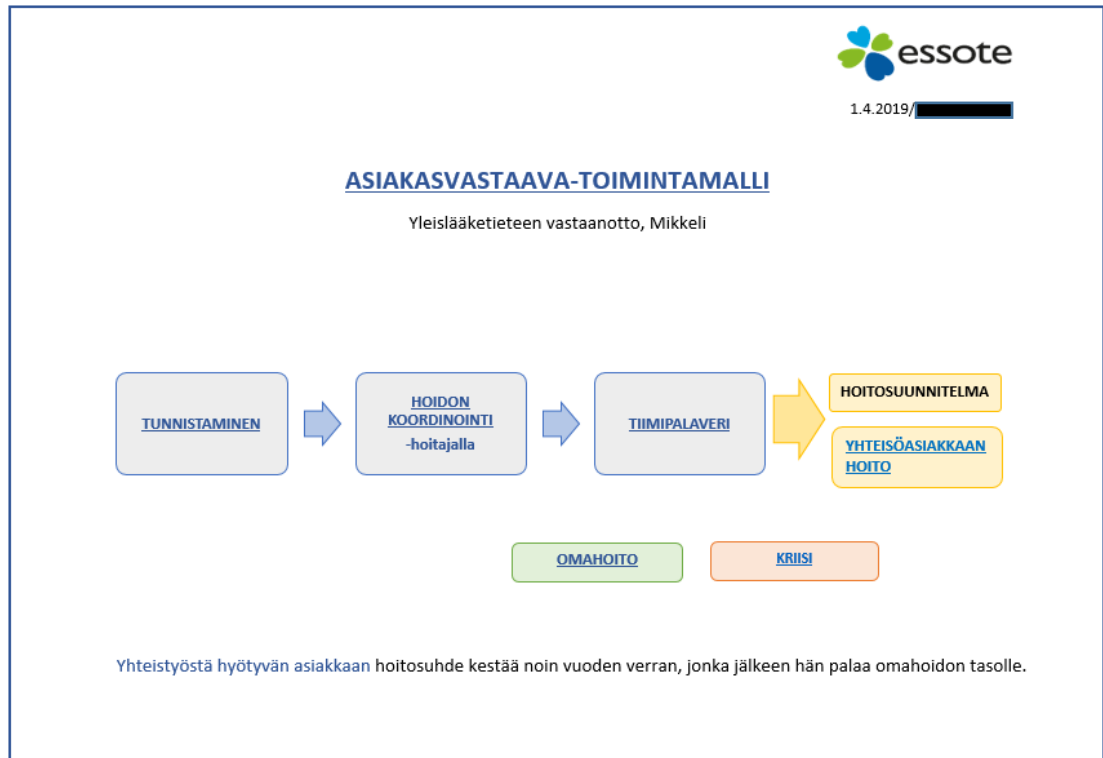 essote
1.4.2019/
ASIAKASVASTAAVA-TOIMINTAMALLI
Yleislääketieteen vastaanotto, Mikkeli
TUNNISTAMINEN
HOIDON
KOORDINOINTI
-hoitajalla
TIIMIPALAVERI
HOITOSUUNNITELMA
YHTEISÖASIAKKAAN
HOITO
OMAHOITO
KRIISI
Yhteistyöstä hyötyvän asiakkaan hoitosuhde kestää noin vuoden verran, jonka jälkeen hän palaa omahoidon tasolle.